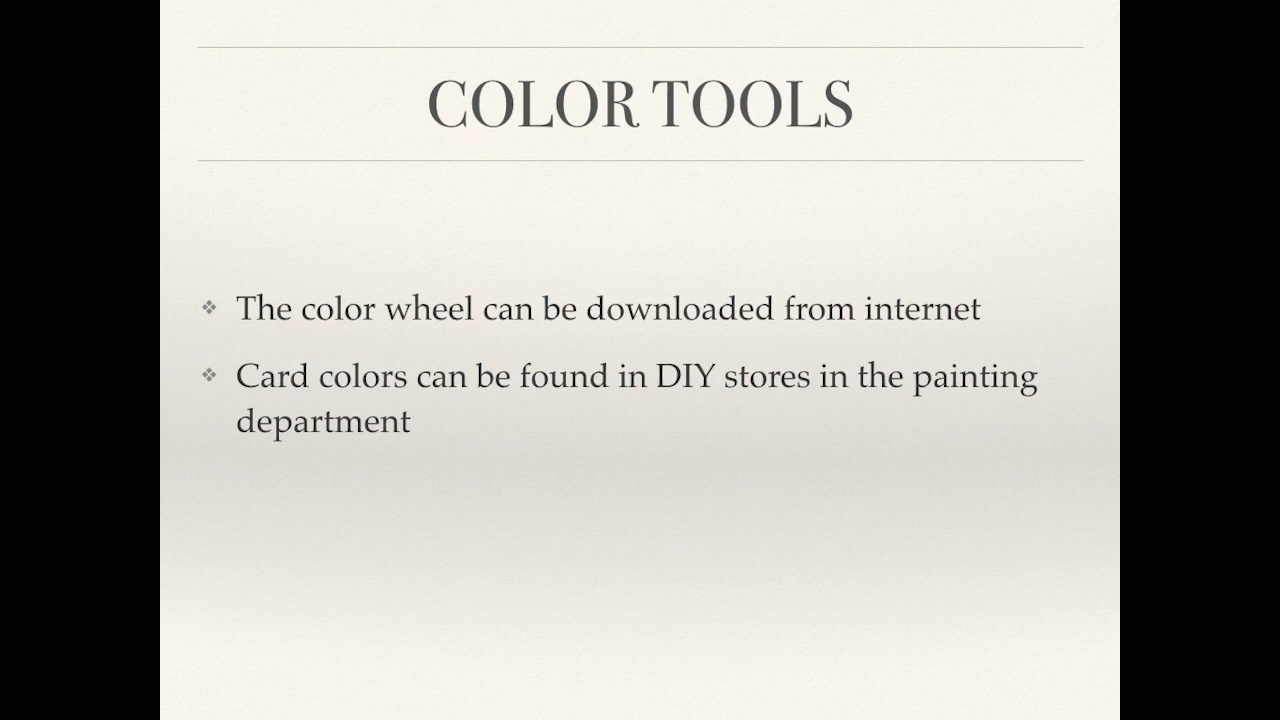 COLOR TOOLS
The color wheel can be downloaded from internet
Card colors can be found in DIY stores in the painting
department